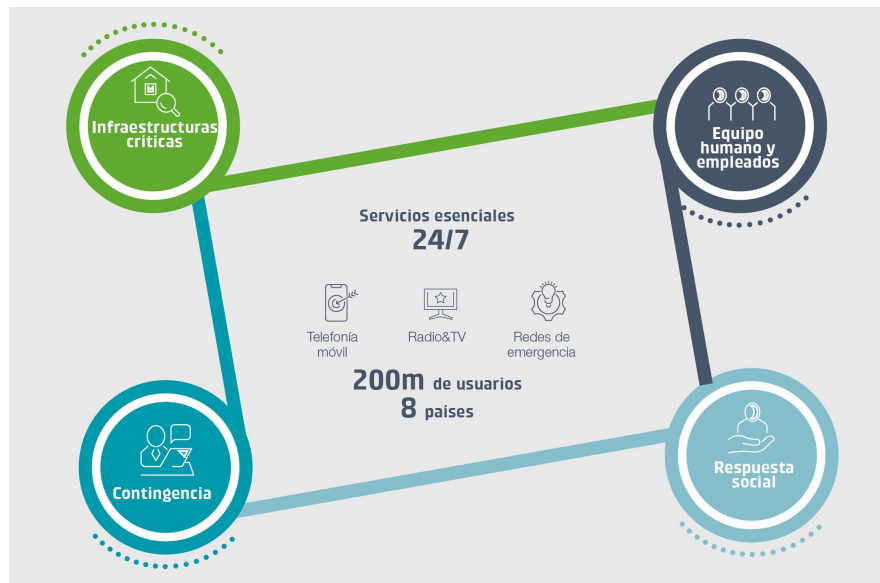 Infraestructuras
críticas
Equipo
humano y
empleados
Servicios esenciales
24/7
Telefonía
móvil
Radio&TV
Redes de
emergencia
200m de usuarios
8 países
Contingencia
Respuesta
social